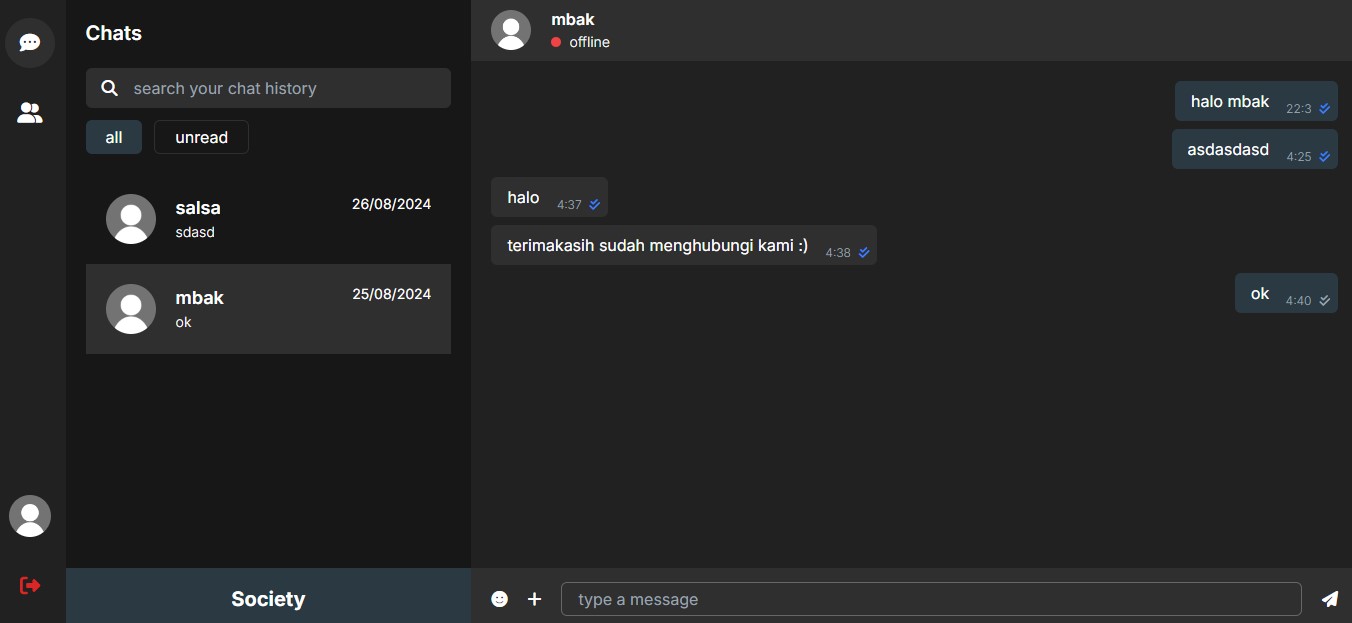 Chats
search your chat history
all unread
salsa 26/08/2024
sdasd
mbak 25/08/2024
ok
Society
mbak
offline
halo mbak 22:3
asdasdasd 4:25
halo 4:37
terimakasih sudah menghubungi kami :) 4:38
ok 4:40
type a message